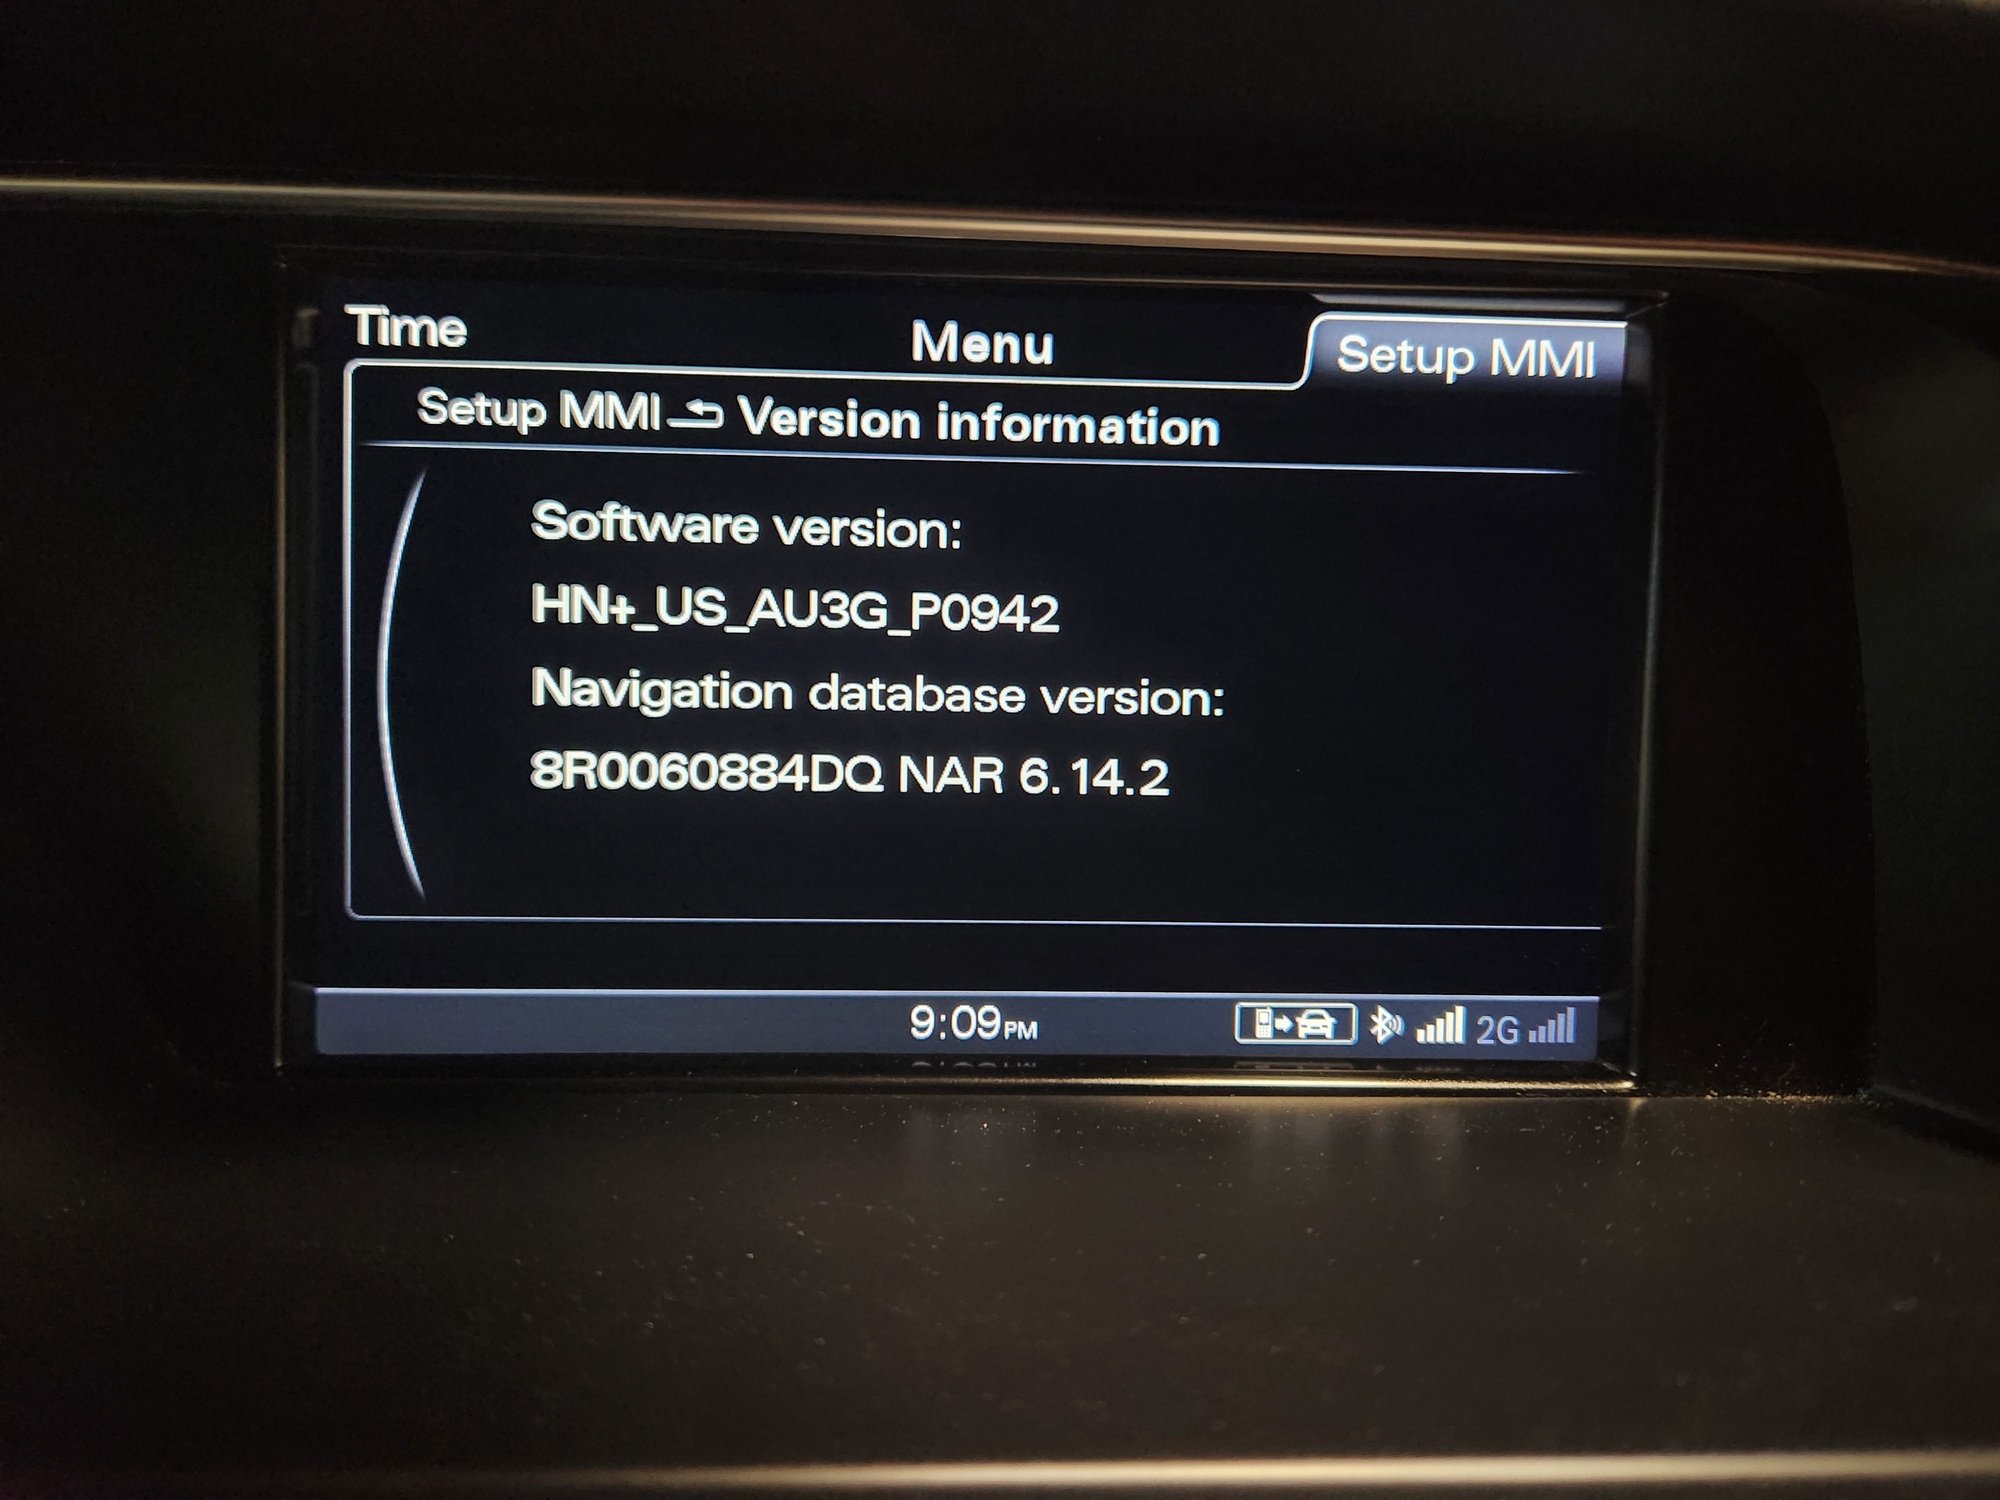 Time Menu Setup MMI
Setup MMI Version information
Software version:
HN+_US_AU3G_P0942
Navigation database version:
8R0060884DQ NAR 6.14.2
9:09PM 2G